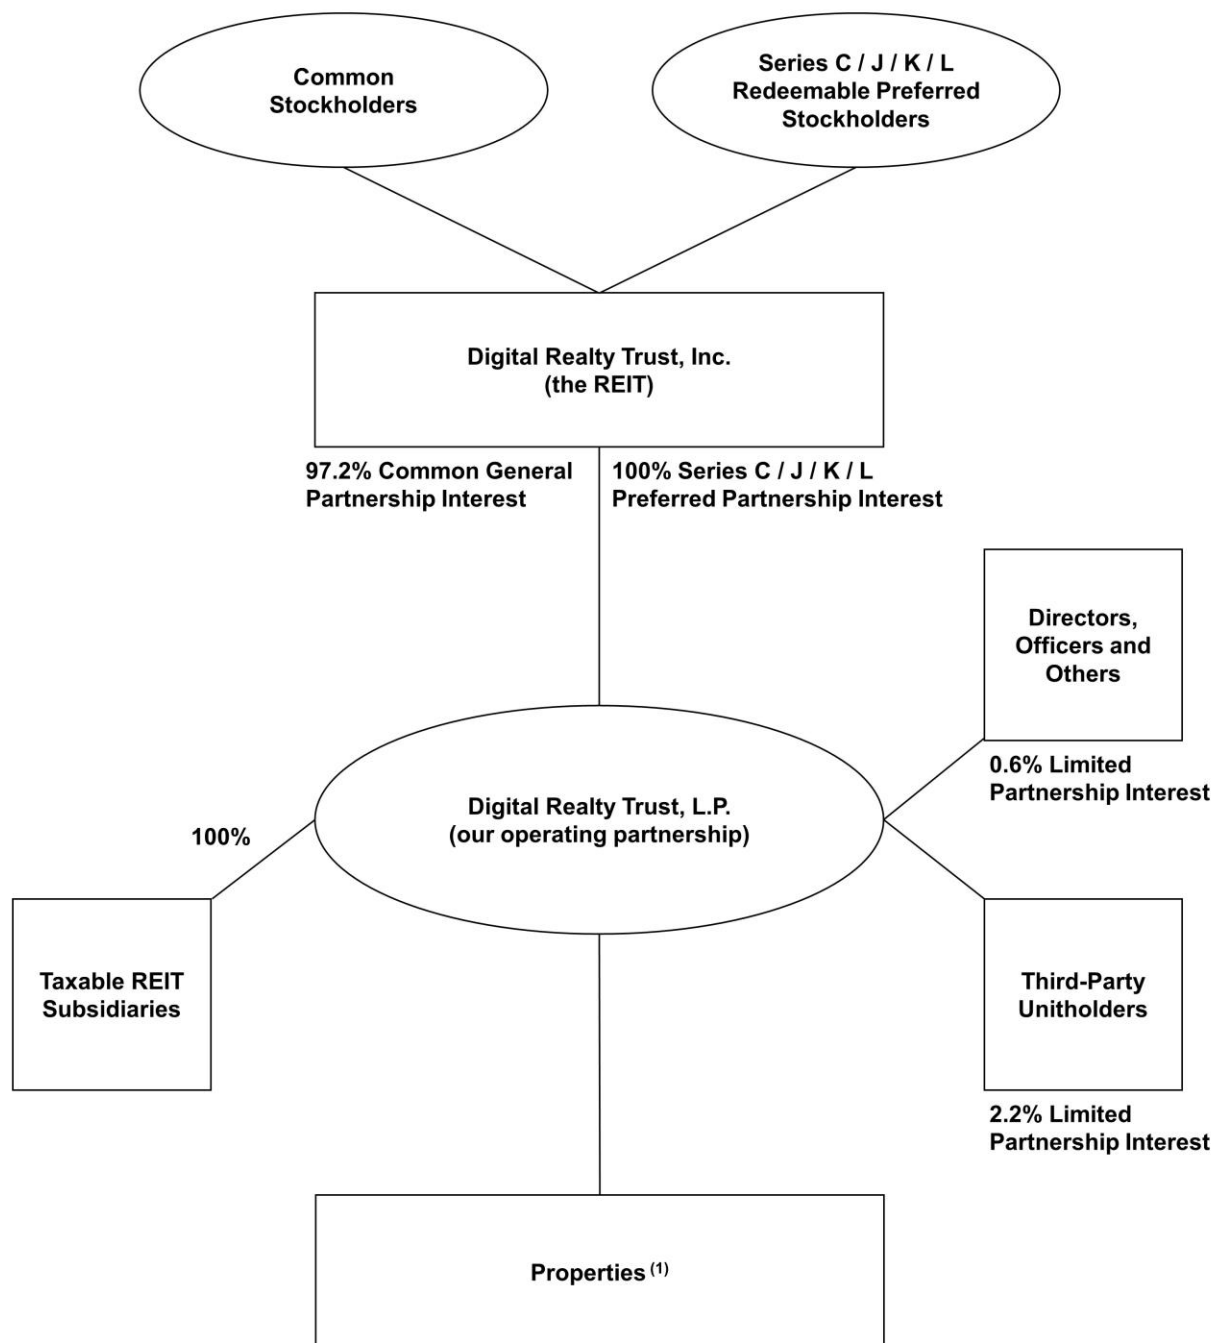 Common
Stockholders
Series C / J / K / L
Redeemable Preferred
Stockholders
Digital Realty Trust, Inc.
(the REIT)
97.2% Common General
Partnership Interest
100% Series C / J / K / L
Preferred Partnership Interest
Directors,
Officers and
Others
0.6% Limited
Partnership Interest
Digital Realty Trust, L.P.
(our operating partnership)
100%
Taxable REIT
Subsidiaries
Third-Party
Unitholders
2.2% Limited
Partnership Interest
Properties (1)